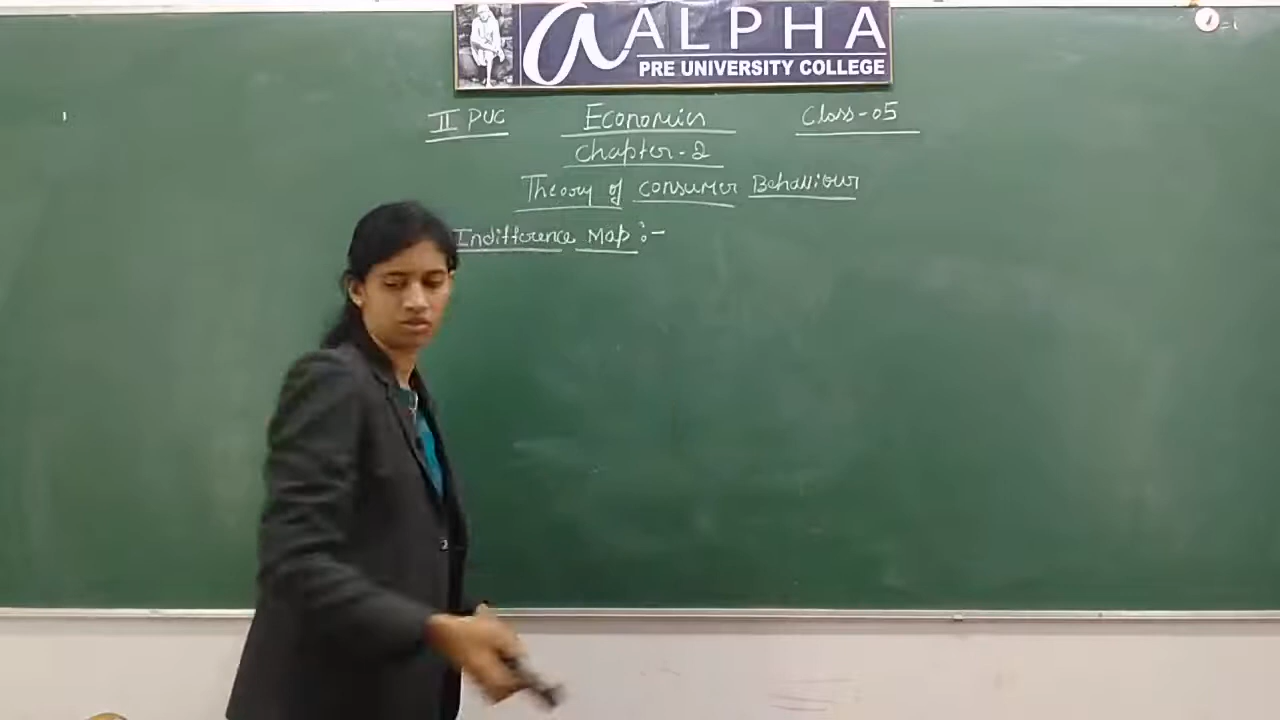 a ALPHA
PRE UNIVERSITY COLLEGE
II PUC Economics Class-05
Chapter-2
Theory of consumer Behaviour
Indifference Map :-